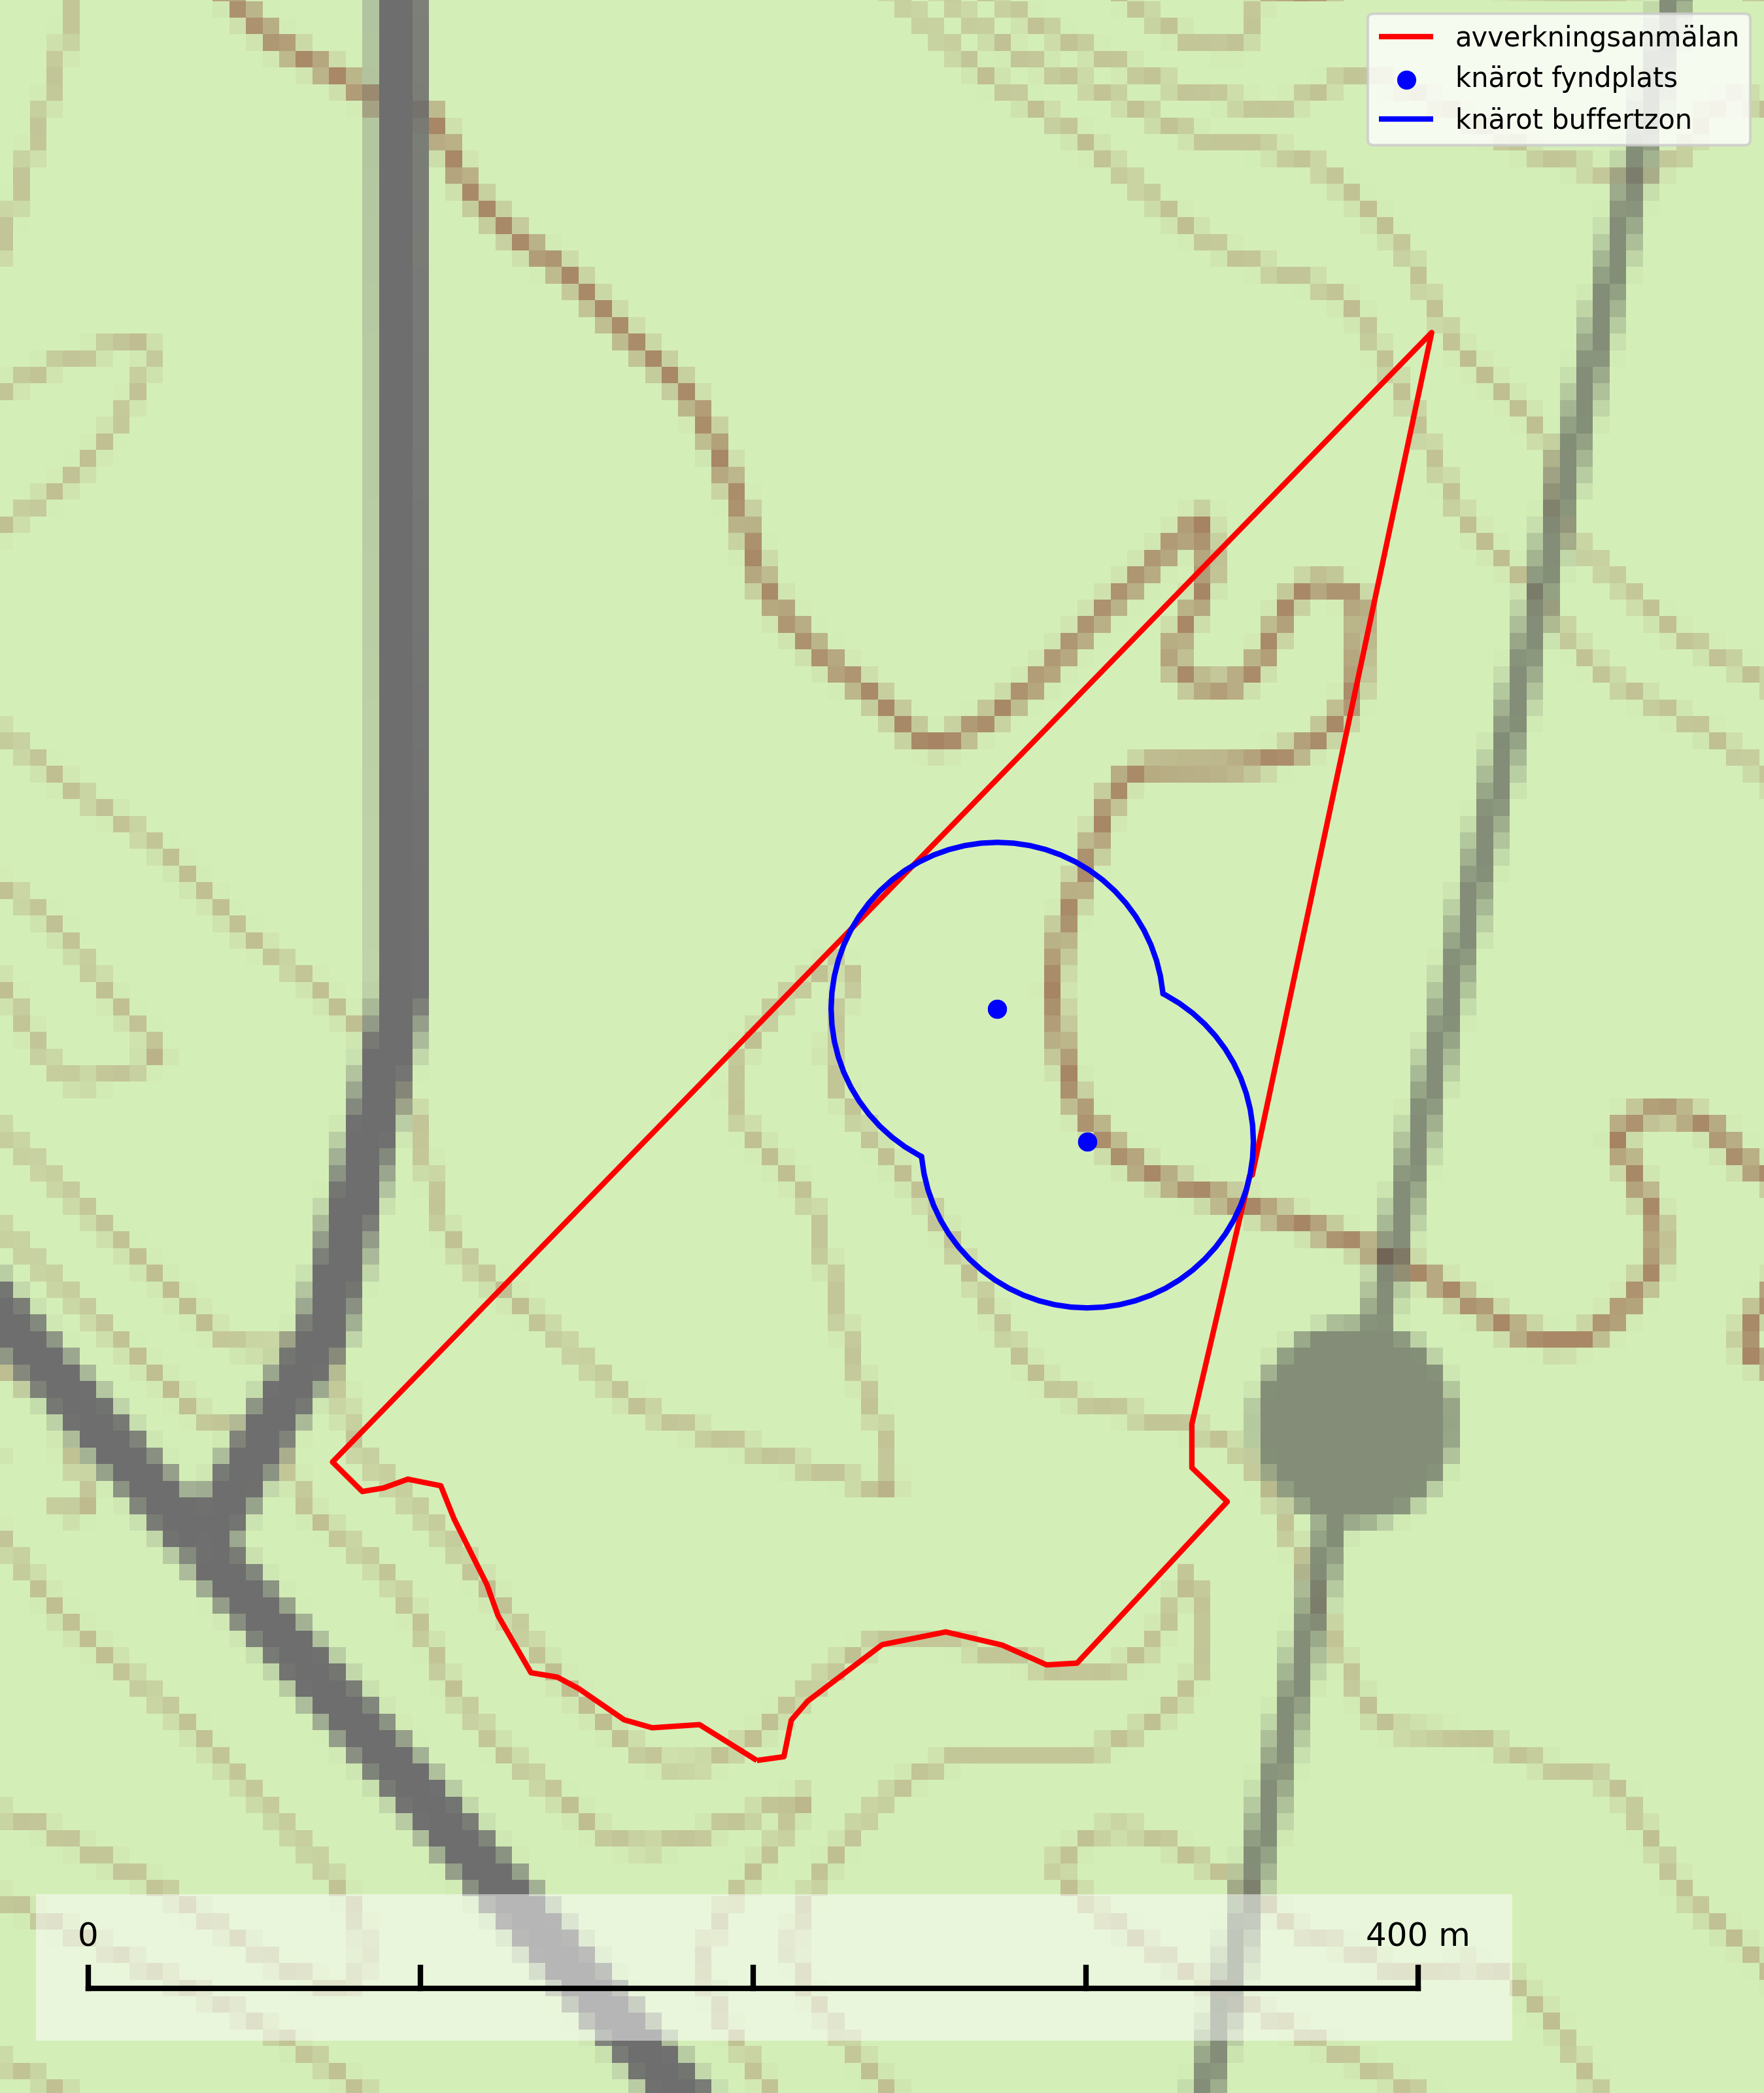 avverkningsanmälan
knärot fyndplats
knärot buffertzon
0
400 m